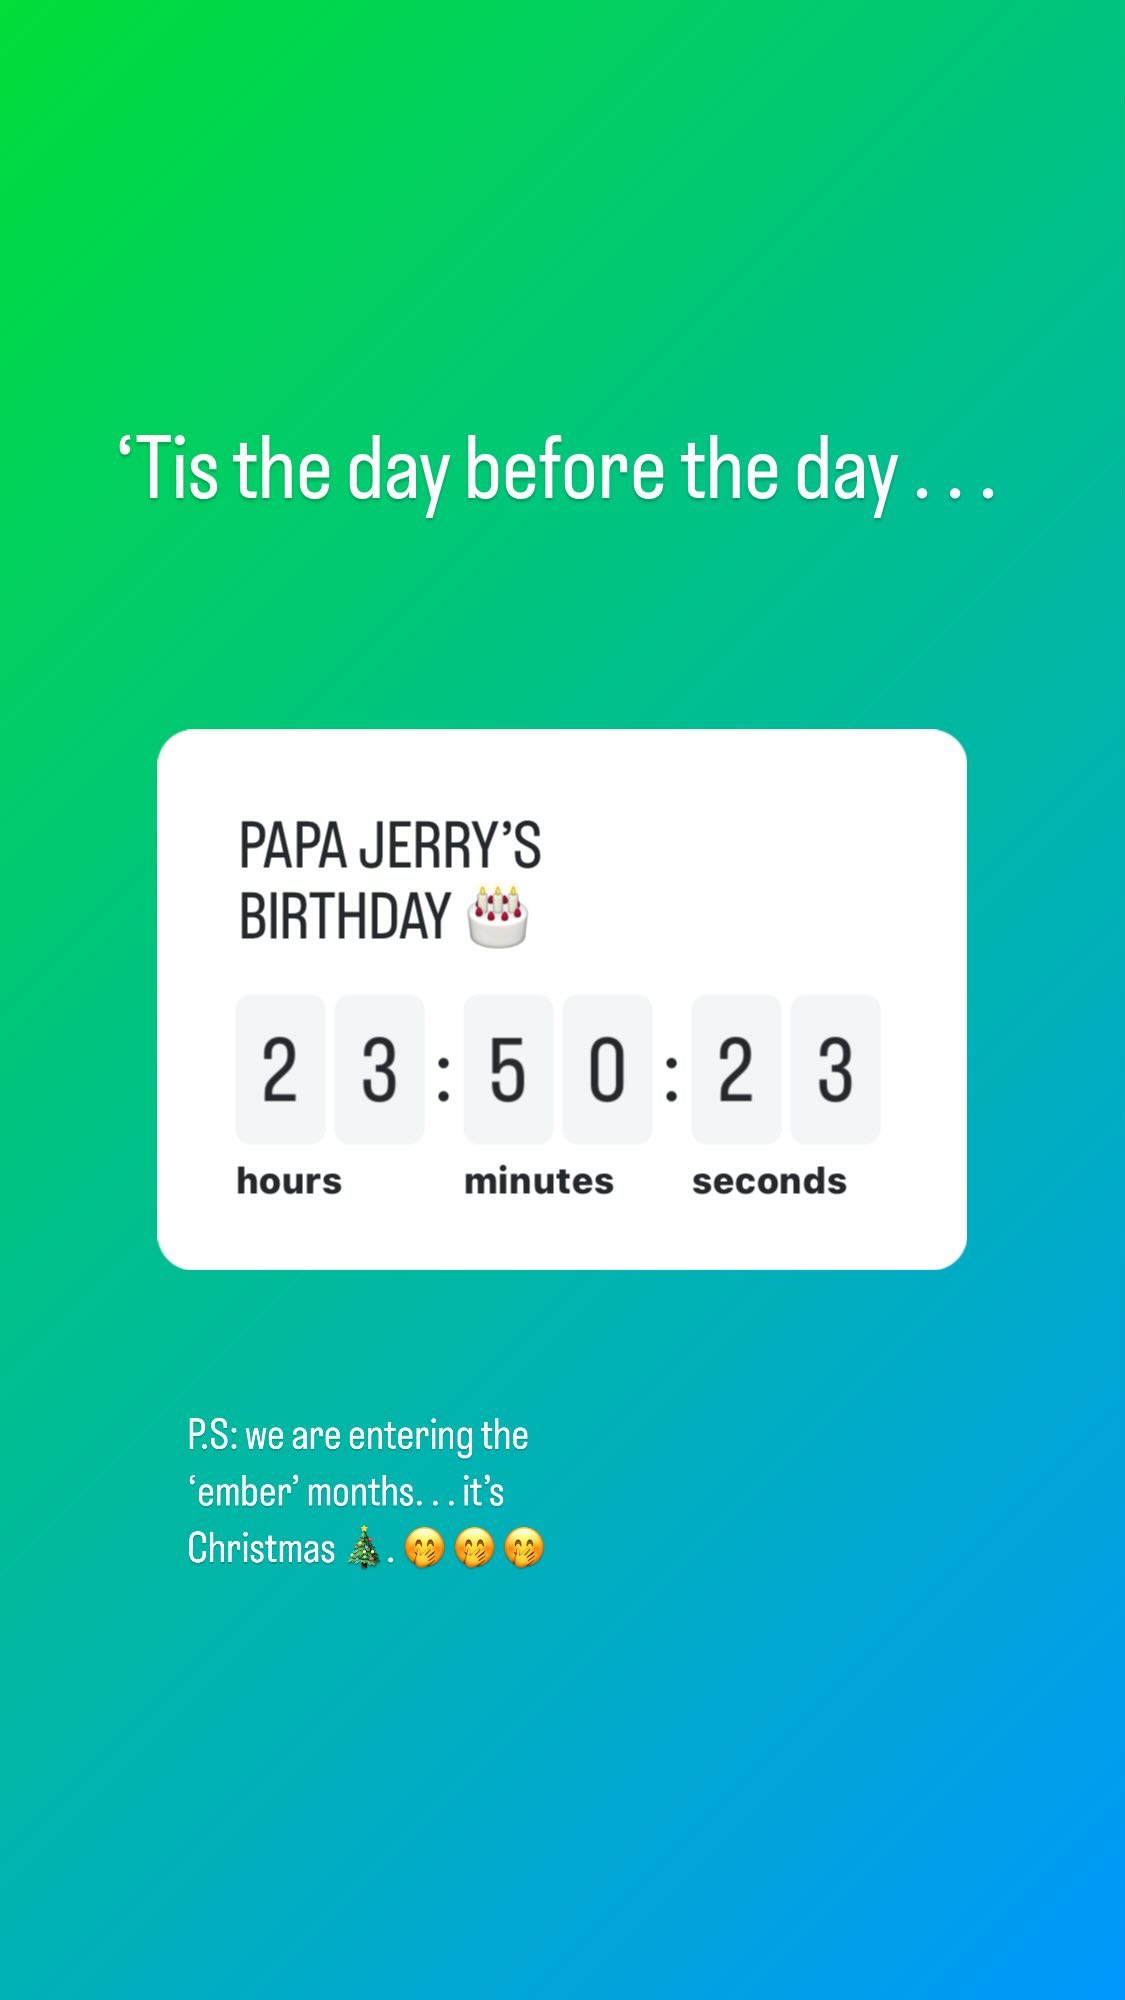 ‘Tis the day before the day . . .
PAPA JERRY’S
BIRTHDAY 🎂
23:50:23
hours minutes seconds
P.S: we are entering the
‘ember’ months. . . it’s
Christmas 🎄. 🤭🤭🤭